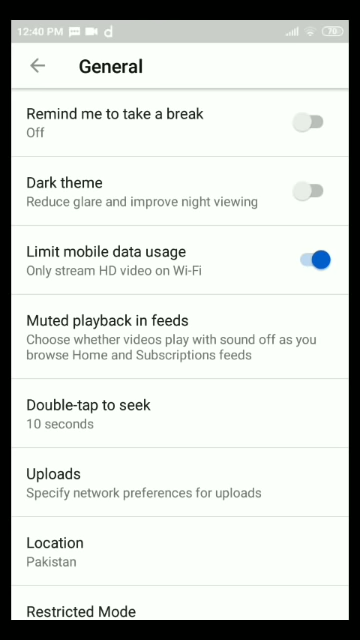 12:40 PM d 70
General
Remind me to take a break
Off
Dark theme
Reduce glare and improve night viewing
Limit mobile data usage
Only stream HD video on Wi-Fi
Muted playback in feeds
Choose whether videos play with sound off as you
browse Home and Subscriptions feeds
Double-tap to seek
10 seconds
Uploads
Specify network preferences for uploads
Location
Pakistan
Restricted Mode